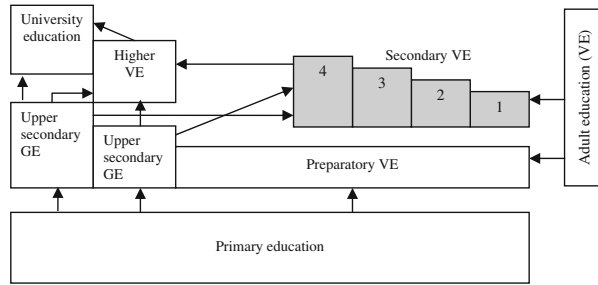 University
education
Higher
VE
Secondary VE
4
3
2
1
Adult education (VE)
Upper
secondary
GE
Upper
secondary
GE
Preparatory VE
Primary education